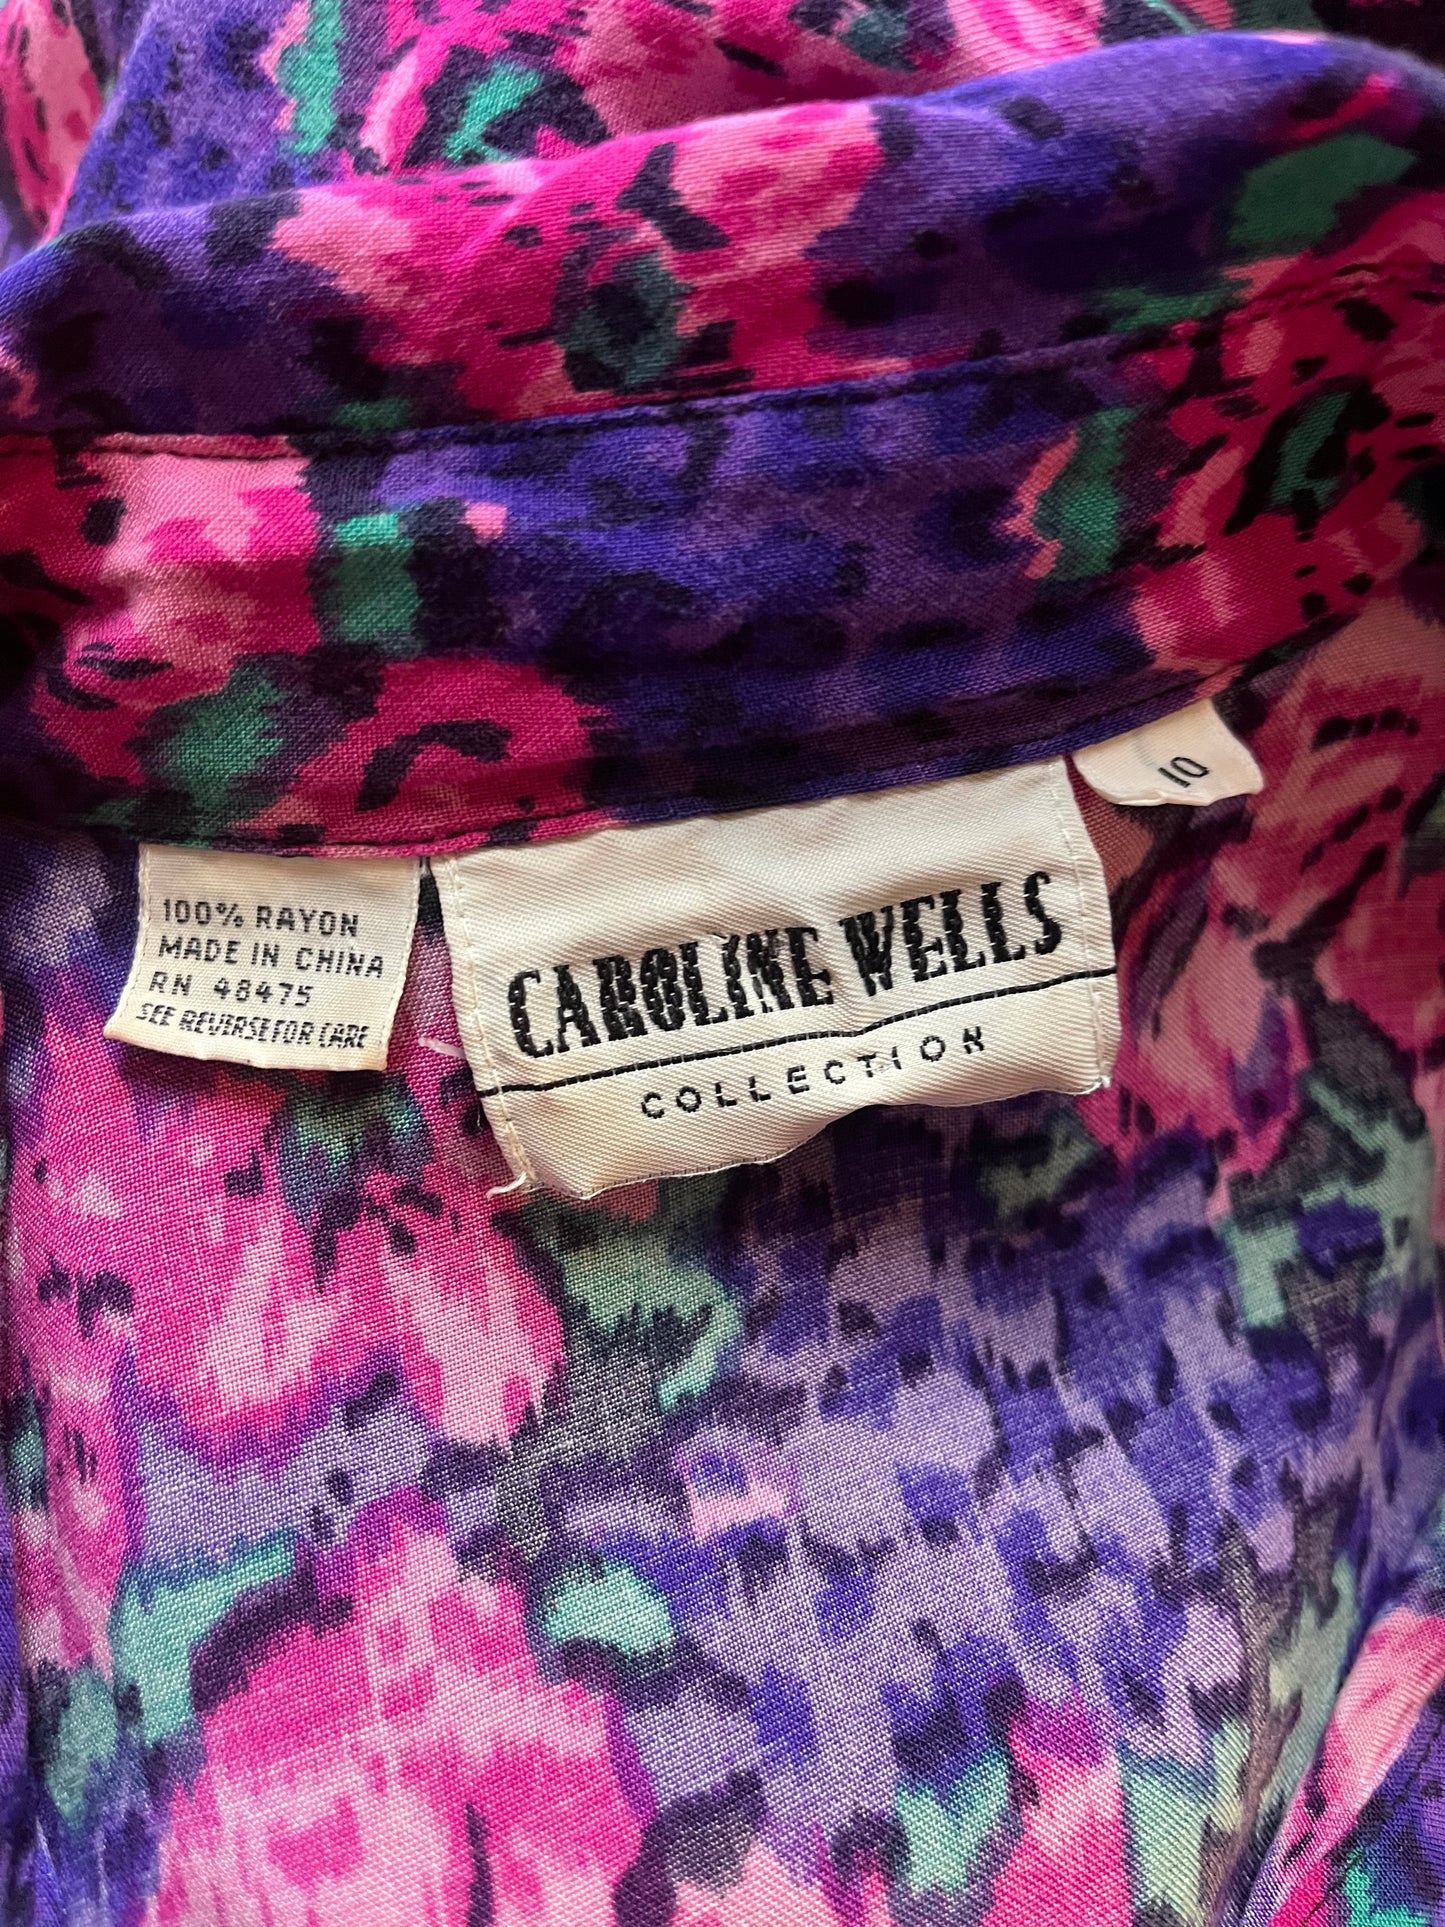 100% RAYON
MADE IN CHINA
RN 48475
SEE REVERSE FOR CARE
CAROLINE WELLS
COLLECTION
10